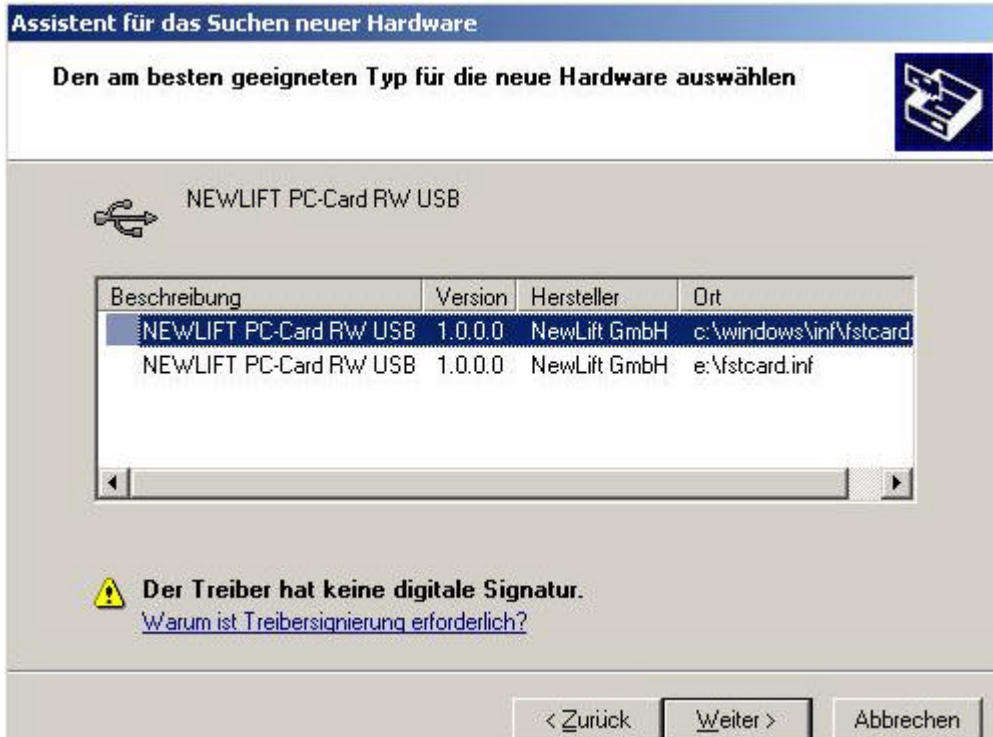 Assistent für das Suchen neuer Hardware
Den am besten geeigneten Typ für die neue Hardware auswählen
NEWLIFT PC-Card RW USB
Beschreibung Version Hersteller Ort
NEWLIFT PC-Card RW USB 1.0.0.0 NewLift GmbH c:\windows\inf\fstcard
NEWLIFT PC-Card RW USB 1.0.0.0 NewLift GmbH e:\fstcard.inf
Der Treiber hat keine digitale Signatur.
Warum ist Treibersignierung erforderlich?
< Zurück Weiter > Abbrechen